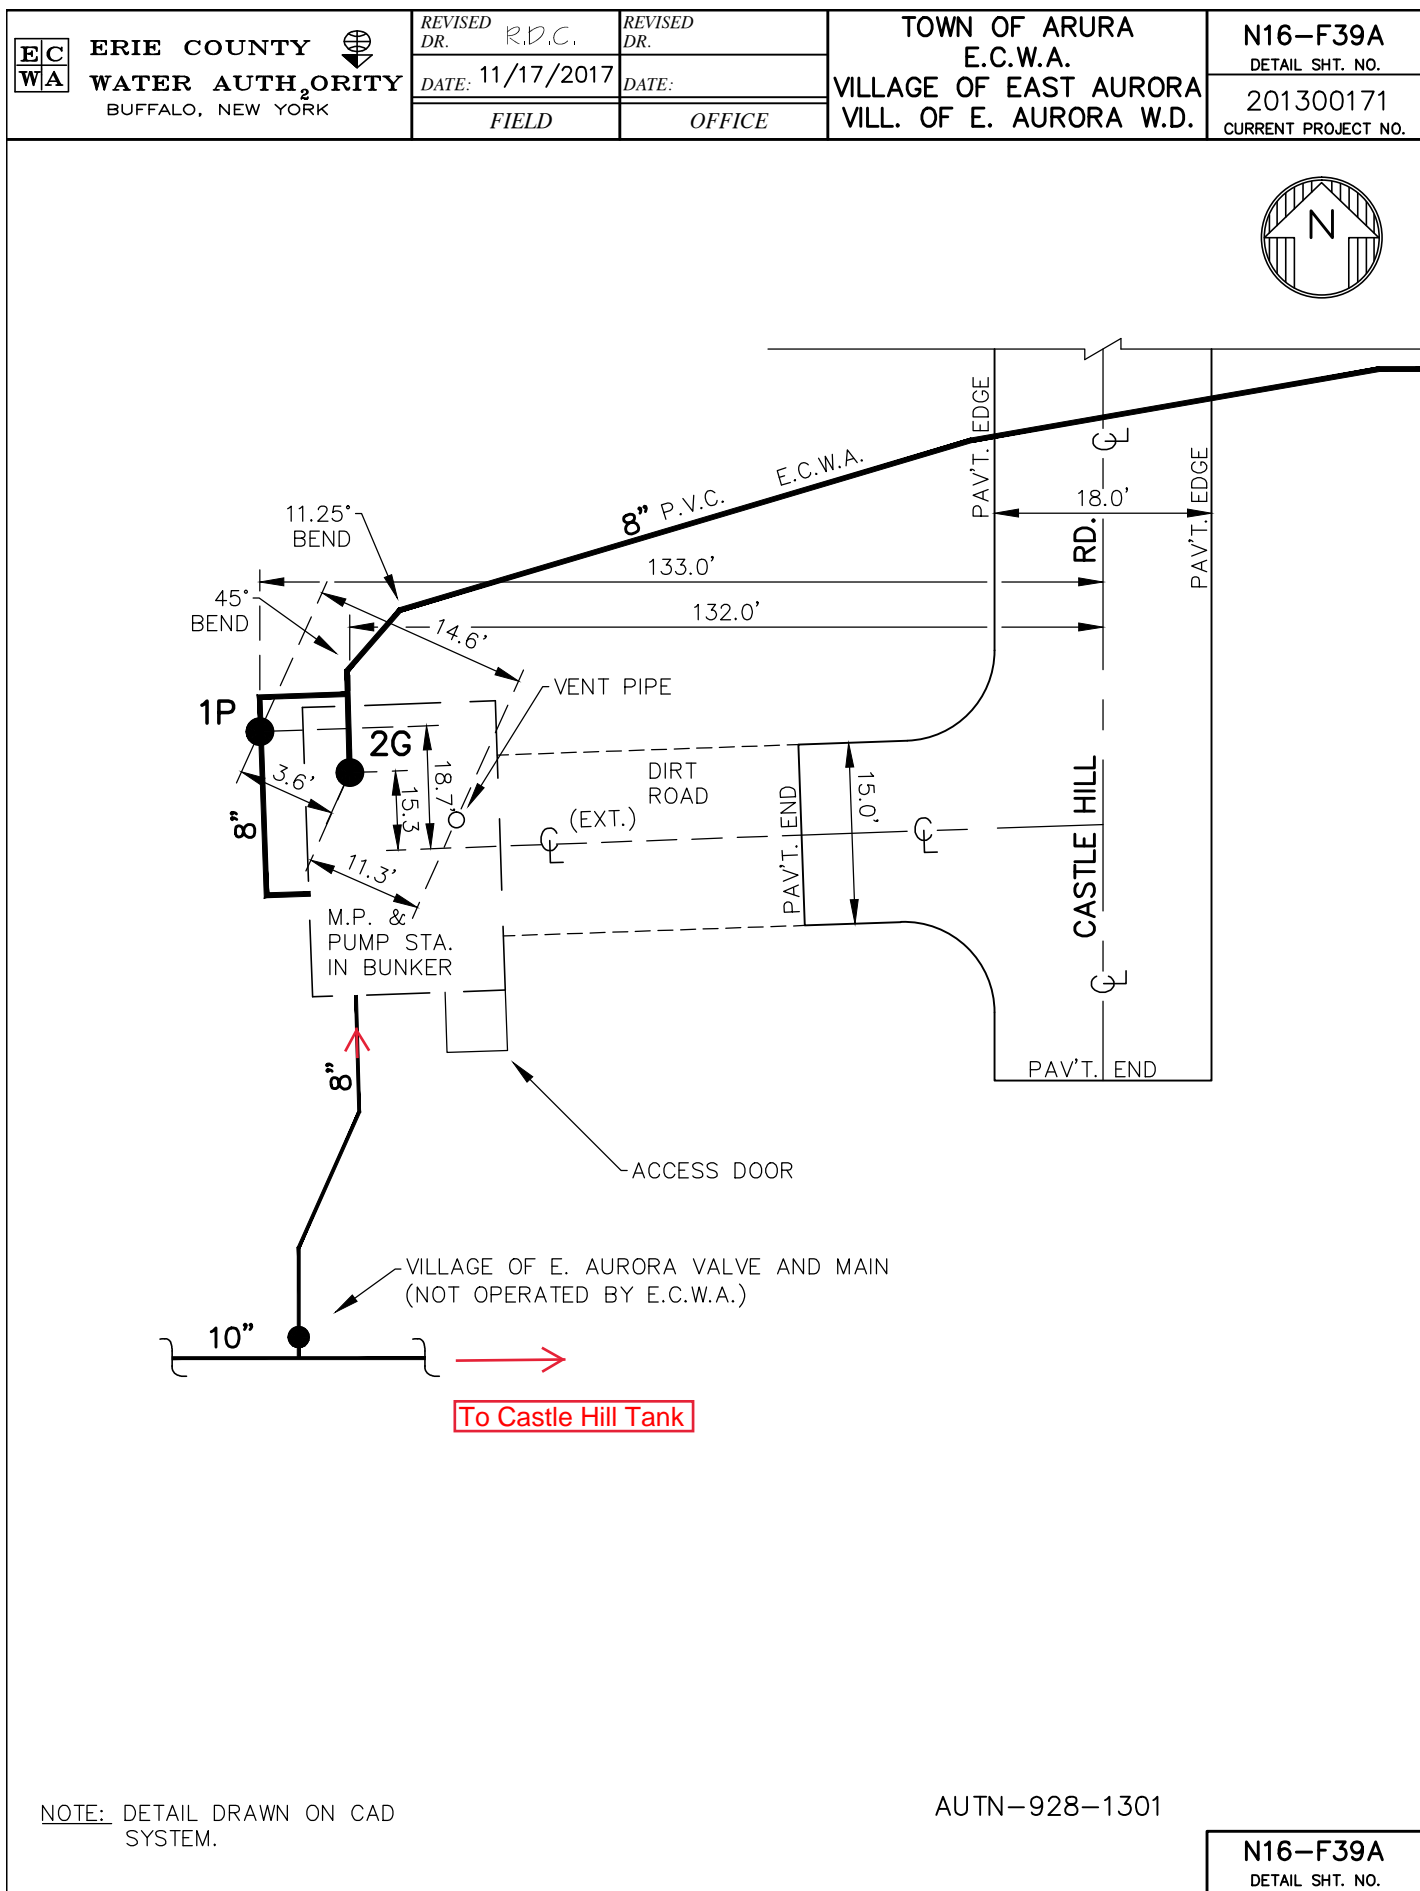 E C
W A
ERIE COUNTY
WATER AUTH2ORITY
BUFFALO, NEW YORK
REVISED
DR. R.D.C.
DATE: 11/17/2017
FIELD
REVISED
DR.
DATE:
OFFICE
TOWN OF ARURA
E.C.W.A.
VILLAGE OF EAST AURORA
VILL. OF E. AURORA W.D.
N16-F39A
DETAIL SHT. NO.
201300171
CURRENT PROJECT NO.
N
PAV'T. EDGE
PAV'T. EDGE
18.0'
CASTLE HILL RD.
8" P.V.C. E.C.W.A.
11.25°
BEND
133.0'
45°
BEND
132.0'
14.6'
VENT PIPE
1P
2G
3.6'
18.7'
15.3
8"
11.3'
DIRT
ROAD
(EXT.)
℄
℄
℄
℄
PAV'T. END
15.0'
M.P. &
PUMP STA.
IN BUNKER
PAV'T. END
8"
ACCESS DOOR
VILLAGE OF E. AURORA VALVE AND MAIN
(NOT OPERATED BY E.C.W.A.)
10"
To Castle Hill Tank
NOTE: DETAIL DRAWN ON CAD
SYSTEM.
AUTN-928-1301
N16-F39A
DETAIL SHT. NO.